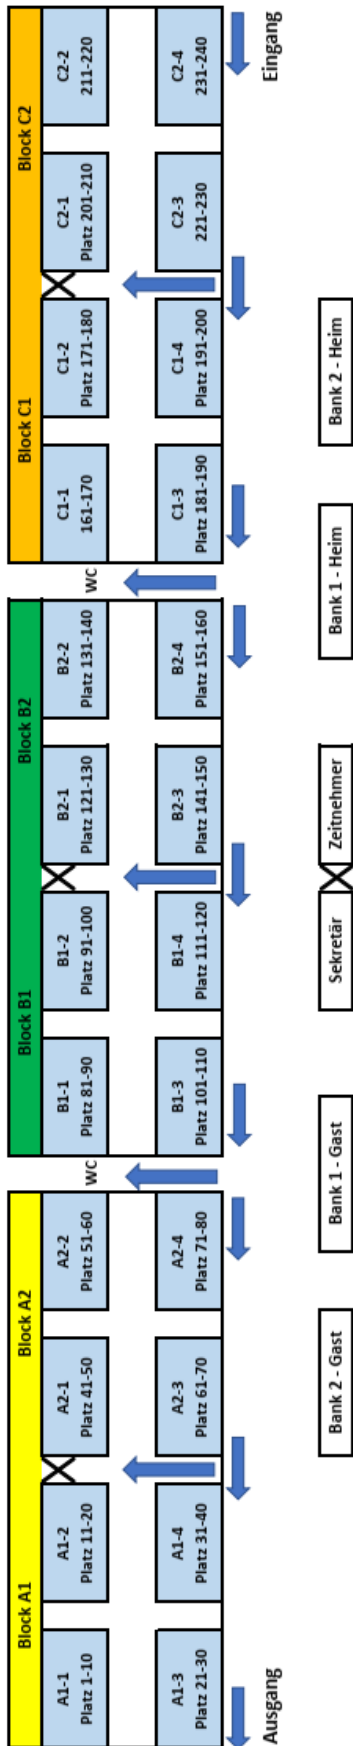 Block A1
Block A2
Block B1
Block B2
Block C1
Block C2
A1-1
Platz 1-10
A1-2
Platz 11-20
A2-1
Platz 41-50
A2-2
Platz 51-60
WC
B1-1
Platz 81-90
B1-2
Platz 91-100
B2-1
Platz 121-130
B2-2
Platz 131-140
WC
C1-1
161-170
C1-2
Platz 171-180
C2-1
Platz 201-210
C2-2
211-220
A1-3
Platz 21-30
A1-4
Platz 31-40
A2-3
Platz 61-70
A2-4
Platz 71-80
B1-3
Platz 101-110
B1-4
Platz 111-120
B2-3
Platz 141-150
B2-4
Platz 151-160
C1-3
Platz 181-190
C1-4
Platz 191-200
C2-3
221-230
C2-4
231-240
Ausgang
Eingang
Bank 2 - Gast
Bank 1 - Gast
Sekretär
Zeitnehmer
Bank 1 - Heim
Bank 2 - Heim